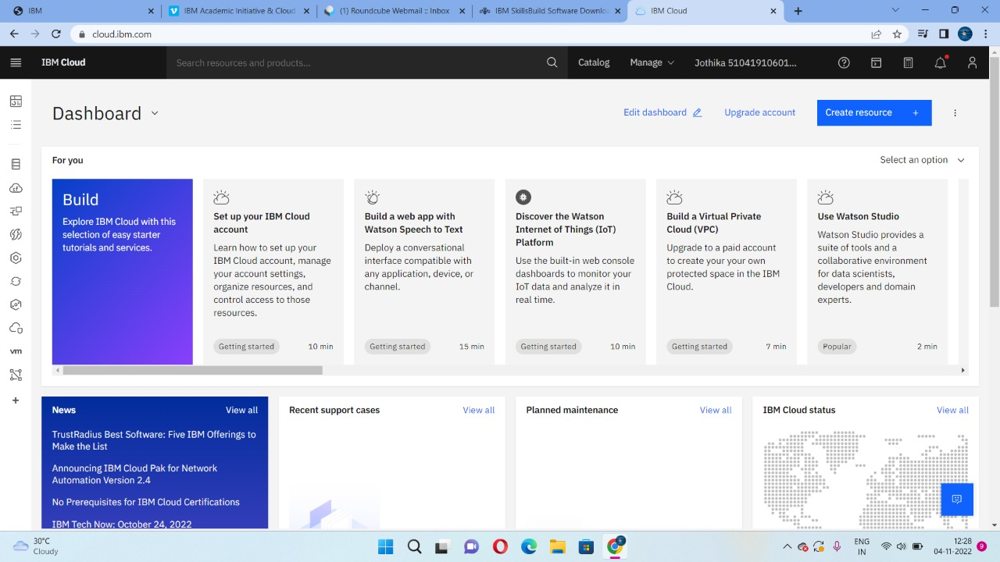 IBM
IBM Academic Initiative & Cloud
(1) Roundcube Webmail :: Inbox
IBM SkillsBuild Software Downlo
IBM Cloud
cloud.ibm.com
IBM Cloud
Search resources and products...
Catalog
Manage
Jothika 51041910601...
Dashboard
Edit dashboard
Upgrade account
Create resource +
For you
Select an option
Build
Explore IBM Cloud with this
selection of easy starter
tutorials and services.
Set up your IBM Cloud
account
Learn how to set up your
IBM Cloud account, manage
your account settings,
organize resources, and
control access to those
resources.
Getting started
10 min
Build a web app with
Watson Speech to Text
Deploy a conversational
interface compatible with
any application, device, or
channel.
Getting started
15 min
Discover the Watson
Internet of Things (IoT)
Platform
Use the built-in web console
dashboards to monitor your
IoT data and analyze it in
real time.
Getting started
10 min
Build a Virtual Private
Cloud (VPC)
Upgrade to a paid account
to create your your own
protected space in the IBM
Cloud.
Getting started
7 min
Use Watson Studio
Watson Studio provides a
suite of tools and a
collaborative environment
for data scientists,
developers and domain
experts.
Popular
2 min
vm
News
View all
TrustRadius Best Software: Five IBM Offerings to
Make the List
Announcing IBM Cloud Pak for Network
Automation Version 2.4
No Prerequisites for IBM Cloud Certifications
IBM Tech Now: October 24, 2022
Recent support cases
View all
Planned maintenance
View all
IBM Cloud status
View all
30°C
Cloudy
ENG
IN
12:28
04-11-2022
9